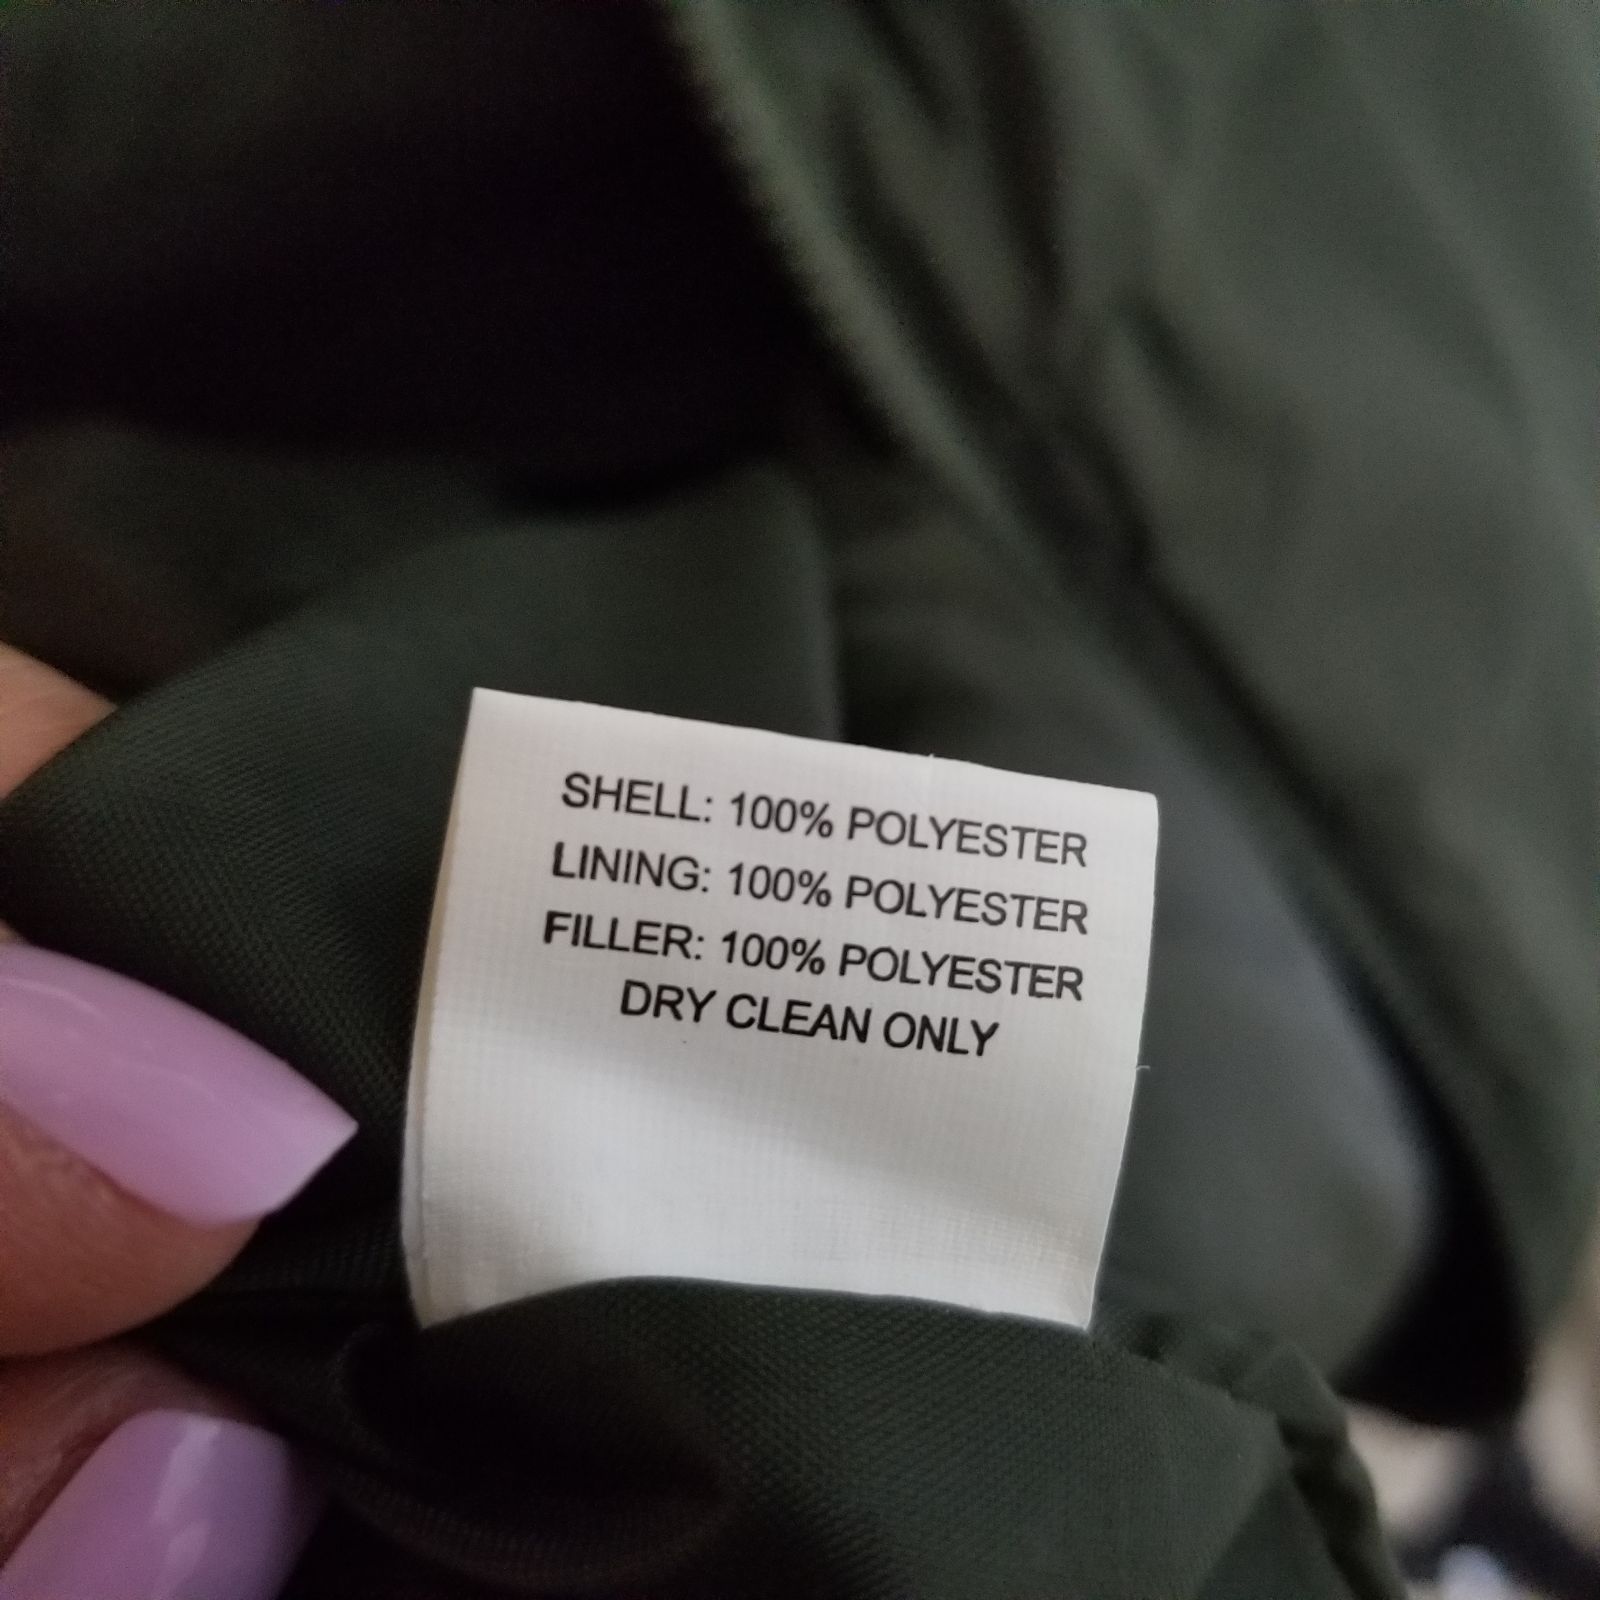 SHELL: 100% POLYESTER
LINING: 100% POLYESTER
FILLER: 100% POLYESTER
DRY CLEAN ONLY